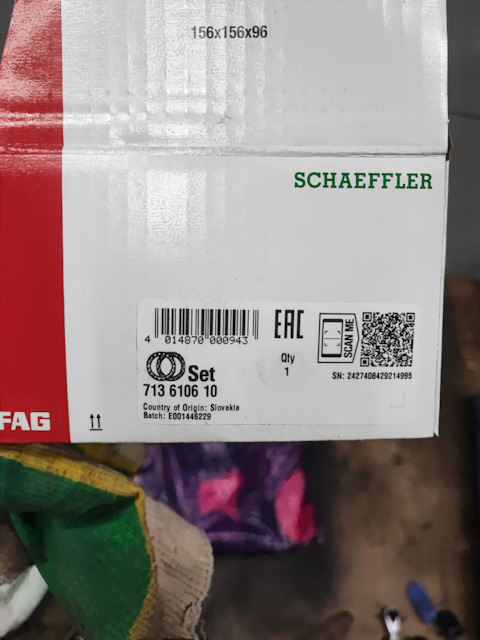 156x156x96
SCHAEFFLER
4 014870 000943
EAC
SCAN ME
Qty
1
SN: 2427408429214995
Set
713 6106 10
Country of Origin: Slovakia
Batch: E001446229
FAG